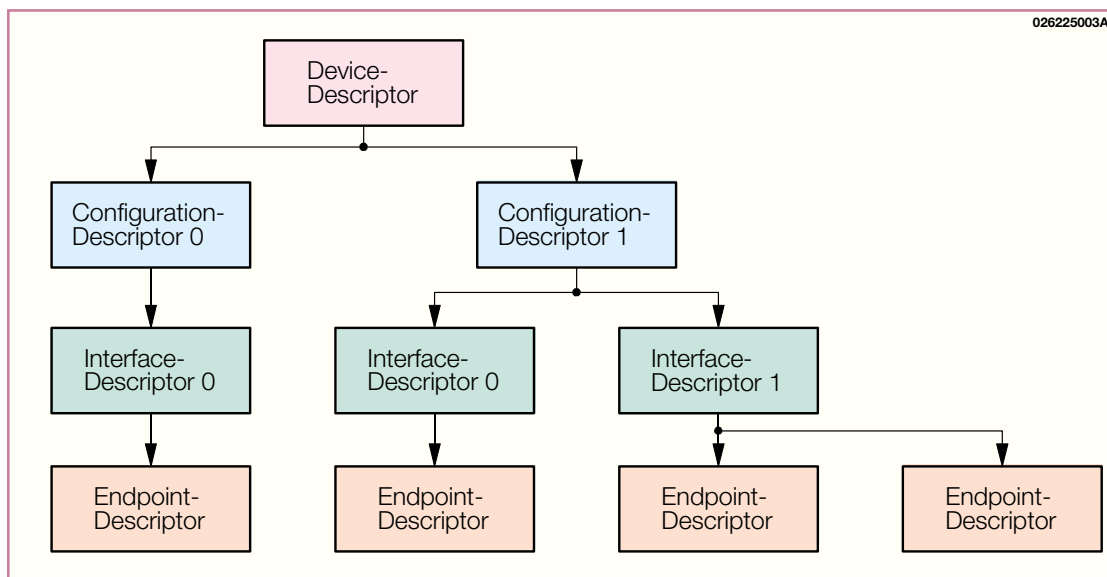 026225003A
Device-
Descriptor
Configuration-
Descriptor 0
Configuration-
Descriptor 1
Interface-
Descriptor 0
Interface-
Descriptor 0
Interface-
Descriptor 1
Endpoint-
Descriptor
Endpoint-
Descriptor
Endpoint-
Descriptor
Endpoint-
Descriptor